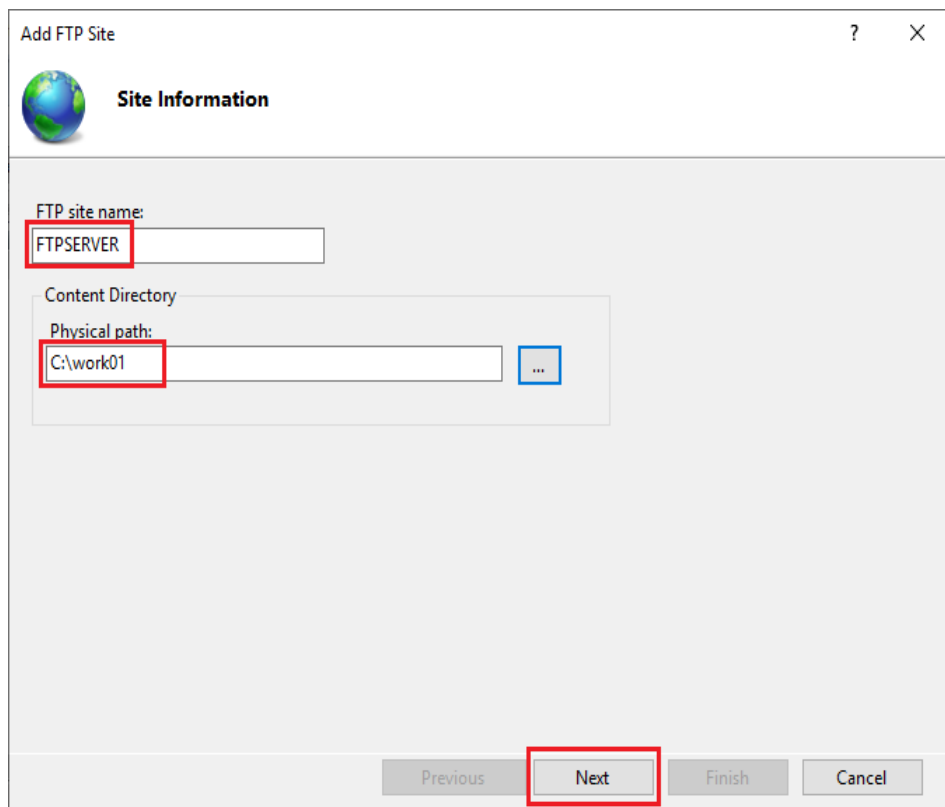 Add FTP Site
?
Site Information
FTP site name:
FTPSERVER
Content Directory
Physical path:
C:\work01
...
Previous Next Finish Cancel